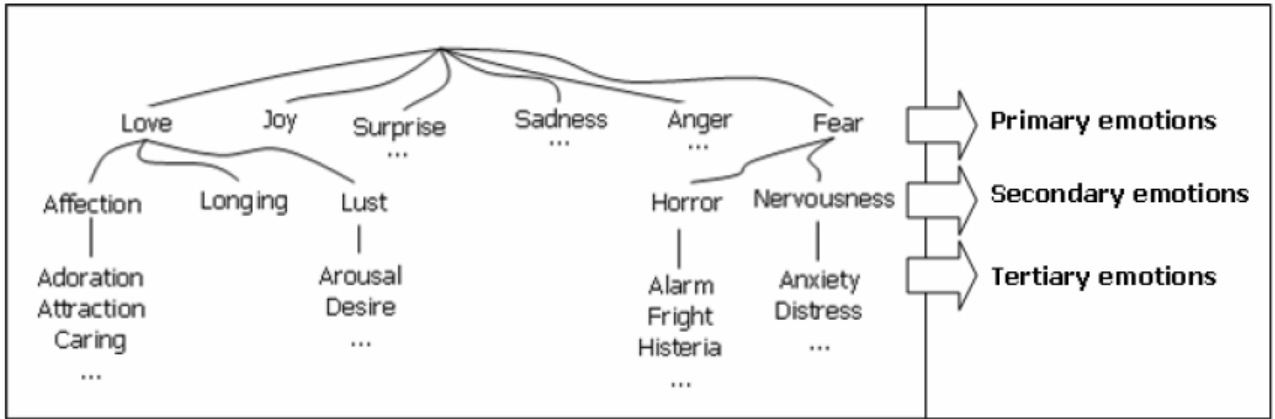 Love
Joy
Surprise
...
Sadness
...
Anger
...
Fear
Primary emotions
Affection
Longing
Lust
Horror
Nervousness
Secondary emotions
Adoration
Attraction
Caring
...
Arousal
Desire
...
Alarm
Fright
Histeria
...
Anxiety
Distress
...
Tertiary emotions